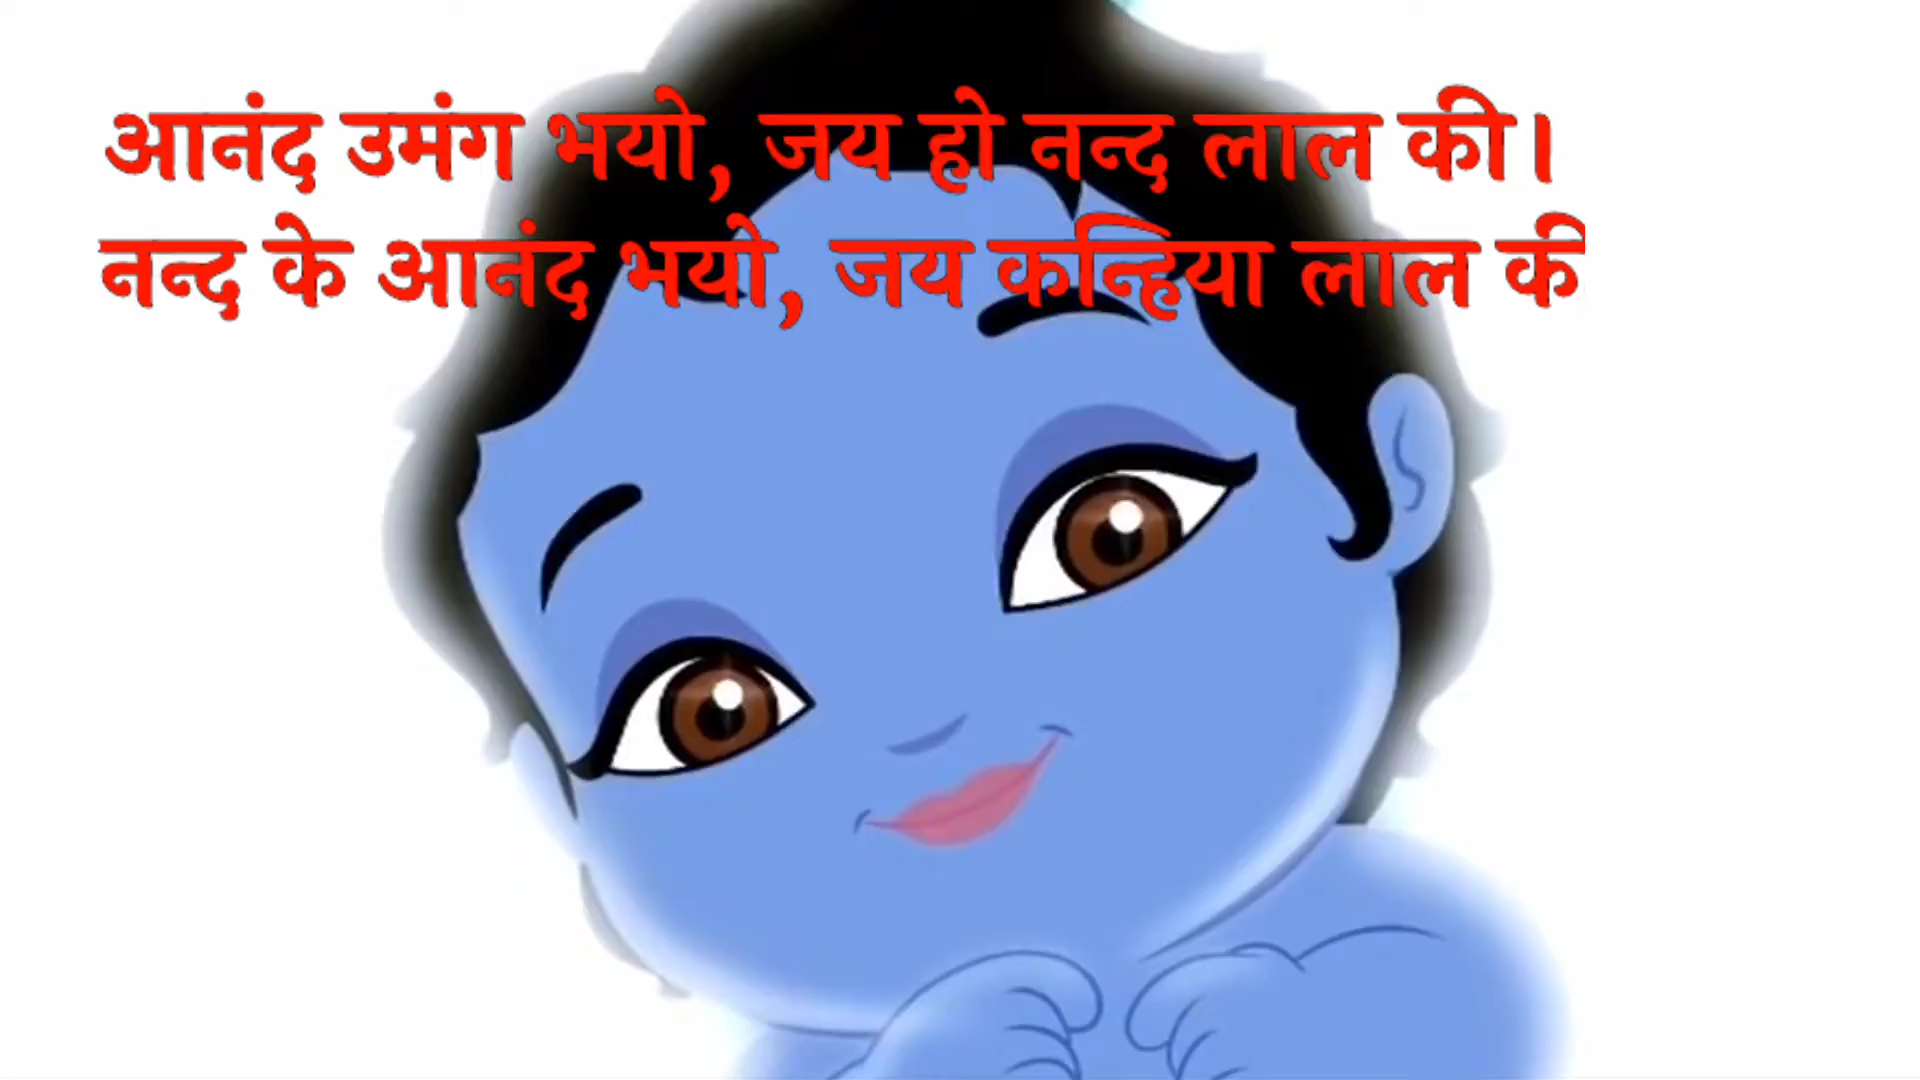 आनंद उमंग भयो, जय हो नन्द लाल की।
नन्द के आनंद भयो, जय कन्हिया लाल की